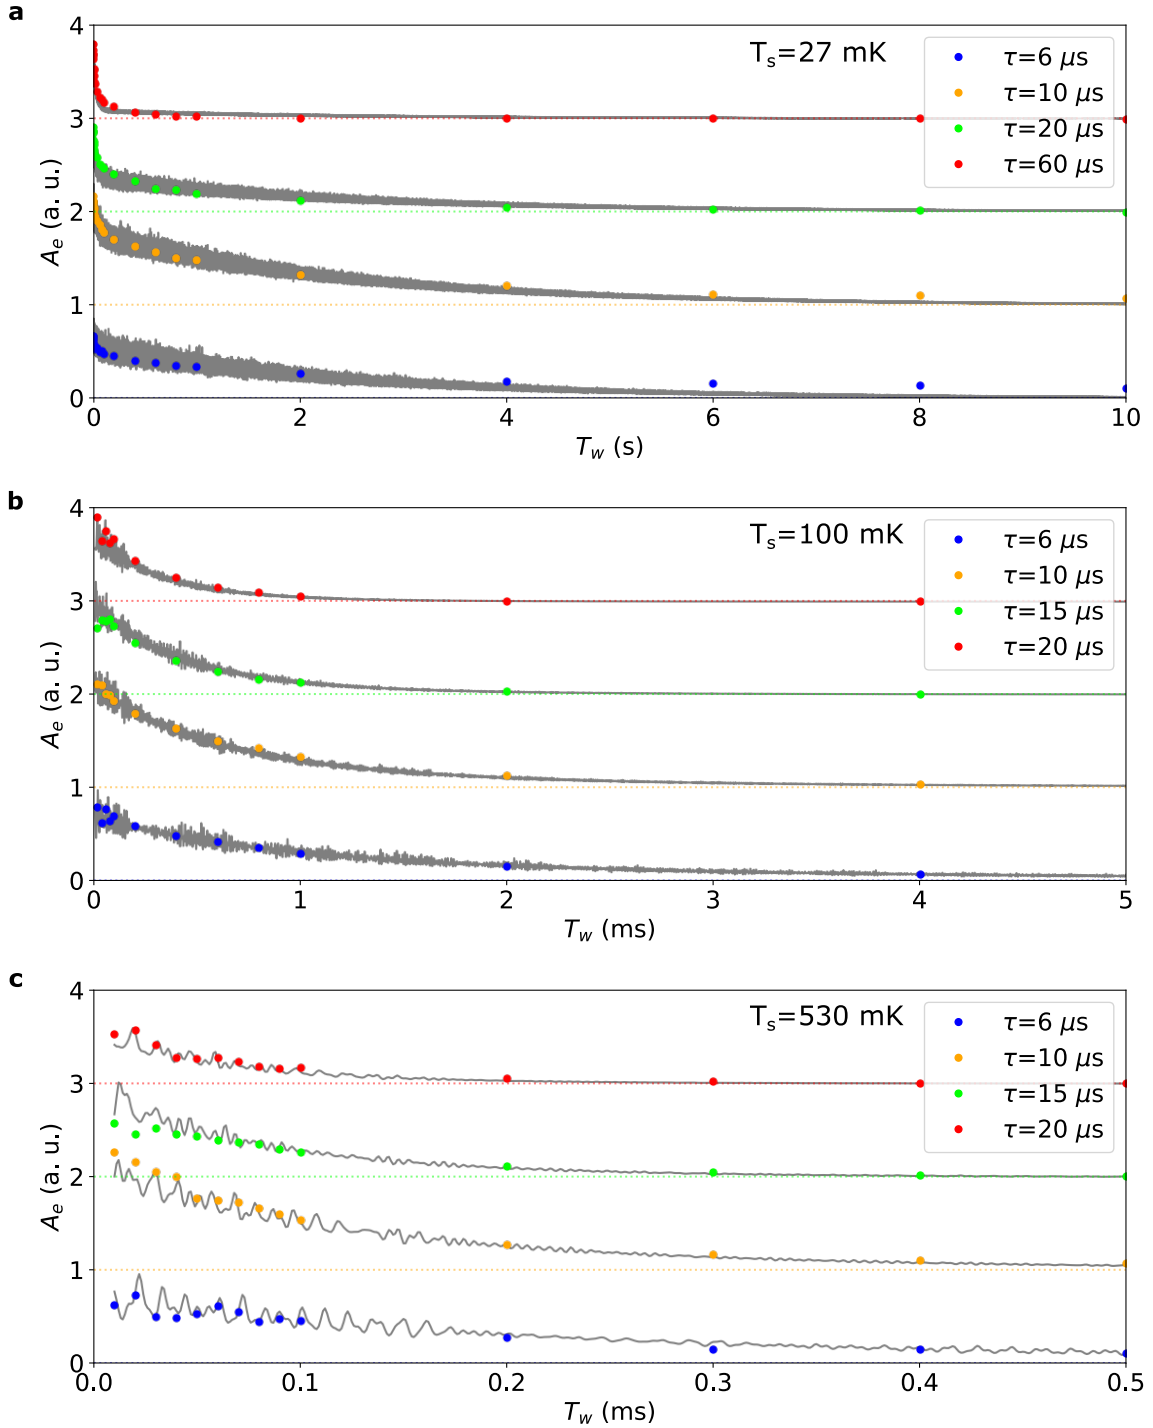 a
T_s=27 mK
τ=6 μs
τ=10 μs
τ=20 μs
τ=60 μs
A_e (a. u.)
4
3
2
1
0
0 2 4 6 8 10
T_w (s)
b
T_s=100 mK
τ=6 μs
τ=10 μs
τ=15 μs
τ=20 μs
A_e (a. u.)
4
3
2
1
0
0 1 2 3 4 5
T_w (ms)
c
T_s=530 mK
τ=6 μs
τ=10 μs
τ=15 μs
τ=20 μs
A_e (a. u.)
4
3
2
1
0
0.0 0.1 0.2 0.3 0.4 0.5
T_w (ms)